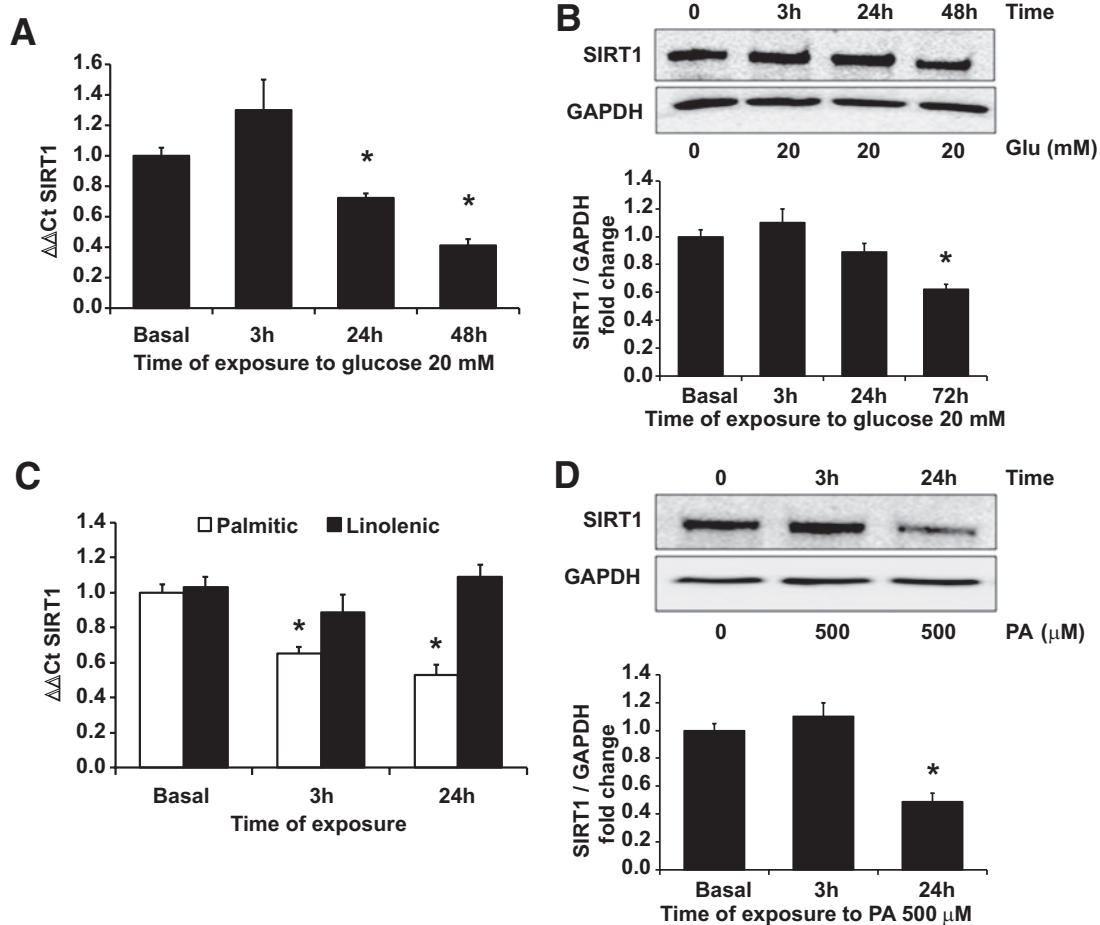 A
1.6
1.4
1.2
1.0
0.8
0.6
0.4
0.2
0.0
ΔΔCt SIRT1
*
*
Basal 3h 24h 48h
Time of exposure to glucose 20 mM
B
0 3h 24h 48h Time
SIRT1
GAPDH
0 20 20 20 Glu (mM)
1.4
1.2
1.0
0.8
0.6
0.4
0.2
0.0
SIRT1 / GAPDH
fold change
*
Basal 3h 24h 72h
Time of exposure to glucose 20 mM
C
1.4
1.2
1.0
0.8
0.6
0.4
0.2
0.0
ΔΔCt SIRT1
Palmitic Linolenic
*
*
Basal 3h 24h
Time of exposure
D
0 3h 24h Time
SIRT1
GAPDH
0 500 500 PA (μM)
1.4
1.2
1.0
0.8
0.6
0.4
0.2
0.0
SIRT1 / GAPDH
fold change
*
Basal 3h 24h
Time of exposure to PA 500 μM